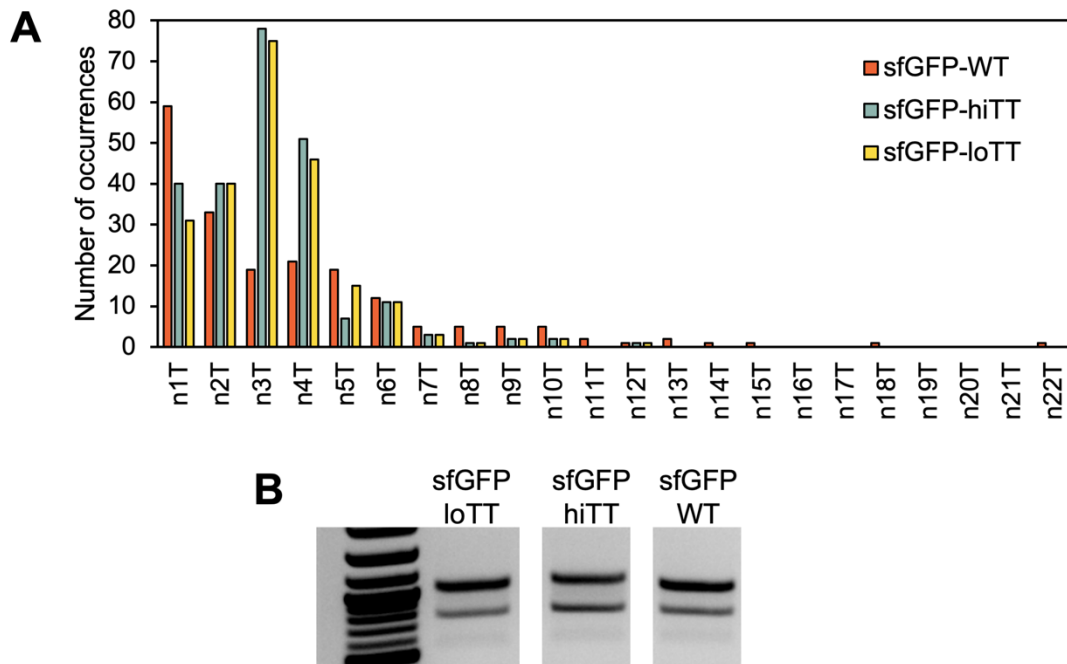 A
80
70
60
50
40
30
20
10
0
Number of occurrences
sfGFP-WT
sfGFP-hiTT
sfGFP-loTT
n1T
n2T
n3T
n4T
n5T
n6T
n7T
n8T
n9T
n10T
n11T
n12T
n13T
n14T
n15T
n16T
n17T
n18T
n19T
n20T
n21T
n22T
B
sfGFP
loTT
sfGFP
hiTT
sfGFP
WT